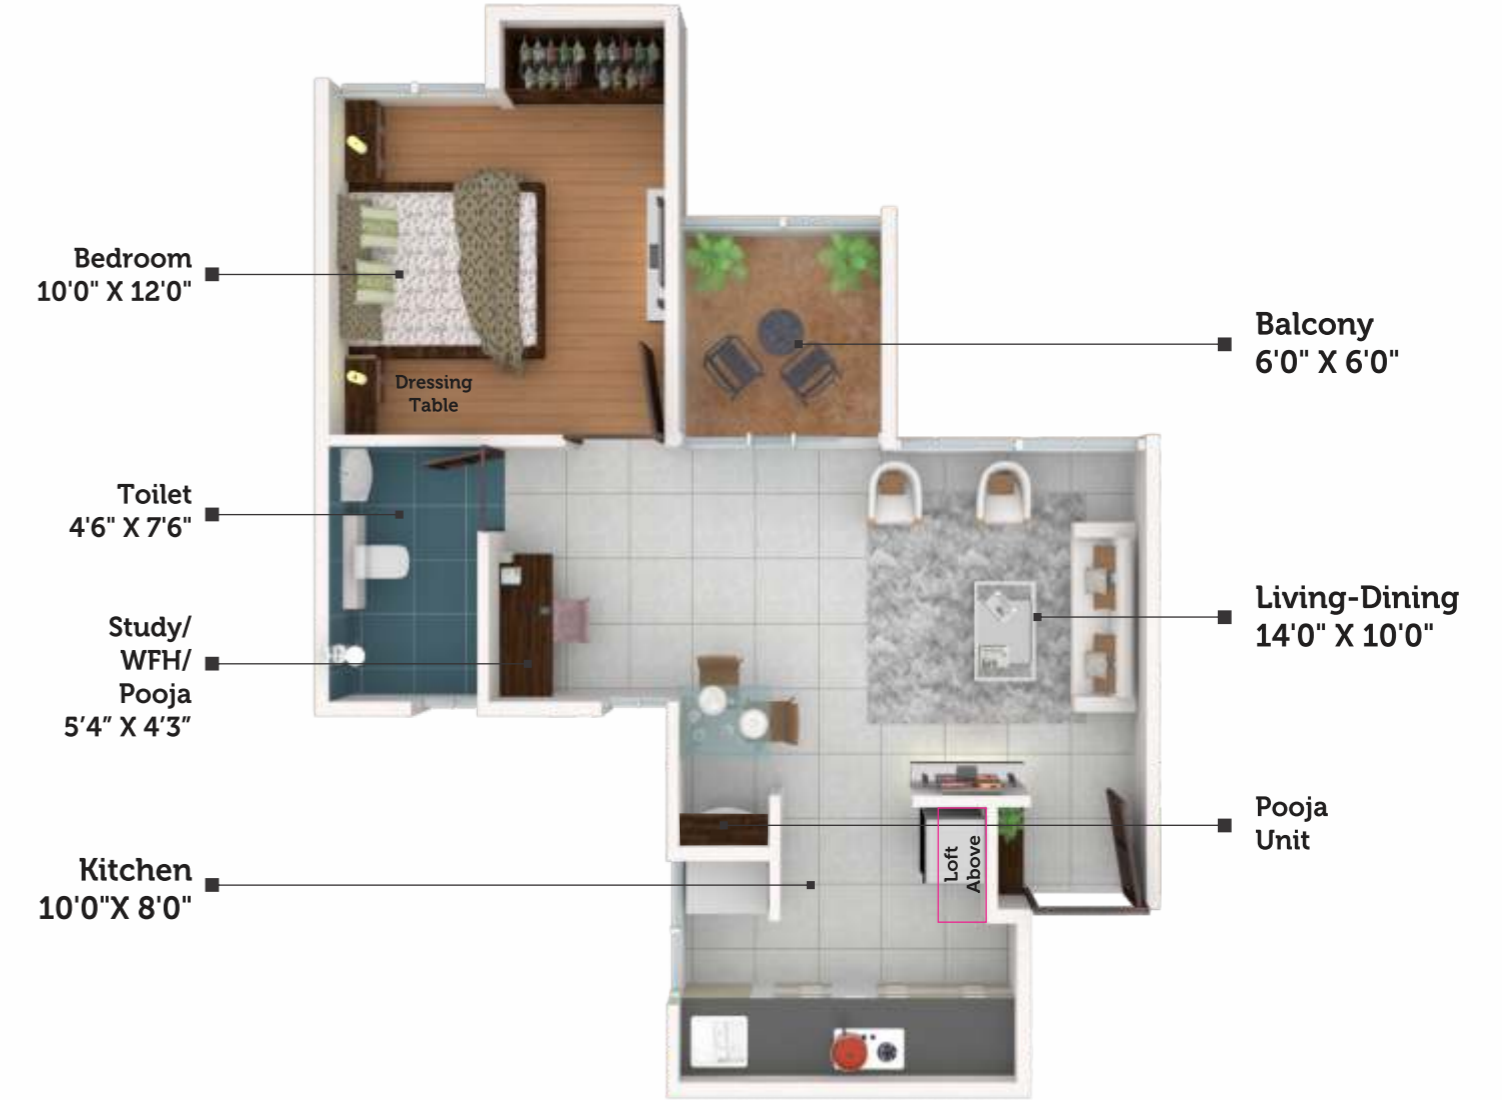 Bedroom
10'0" X 12'0"
Dressing
Table
Balcony
6'0" X 6'0"
Toilet
4'6" X 7'6"
Study/
WFH/
Pooja
5’4” X 4’3”
Living-Dining
14'0" X 10'0"
Pooja
Unit
Loft
Above
Kitchen
10'0"X 8'0"